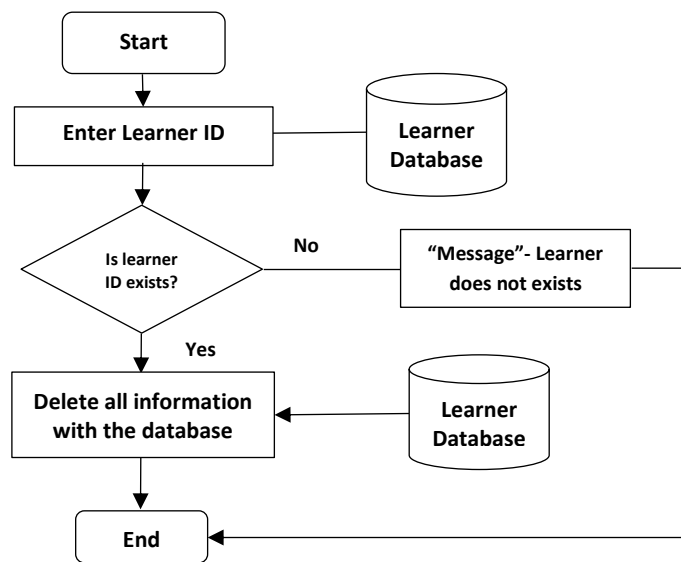 Start
Enter Learner ID
Learner
Database
Is learner
ID exists?
No
“Message”- Learner
does not exists
Yes
Delete all information
with the database
Learner
Database
End